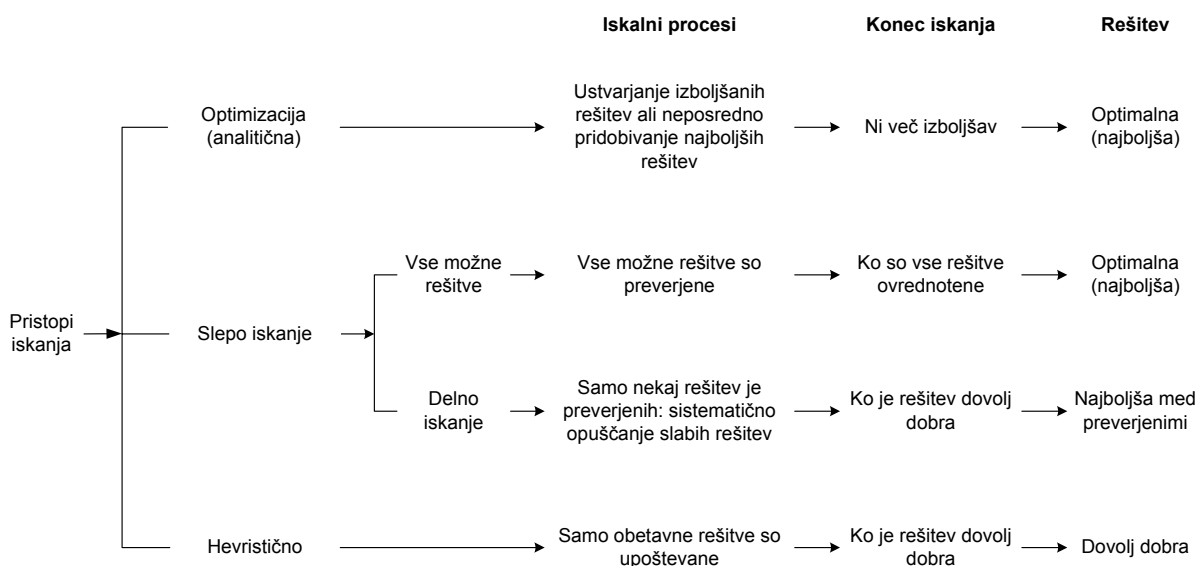 Iskalni procesi
Konec iskanja
Rešitev
Optimizacija
(analitična)
Ustvarjanje izboljšanih
rešitev ali neposredno
pridobivanje najboljših
rešitev
Ni več izboljšav
Optimalna
(najboljša)
Pristopi
iskanja
Slepo iskanje
Vse možne
rešitve
Vse možne rešitve so
preverjene
Ko so vse rešitve
ovrednotene
Optimalna
(najboljša)
Delno
iskanje
Samo nekaj rešitev je
preverjenih: sistematično
opuščanje slabih rešitev
Ko je rešitev dovolj
dobra
Najboljša med
preverjenimi
Hevristično
Samo obetavne rešitve so
upoštevane
Ko je rešitev dovolj
dobra
Dovolj dobra